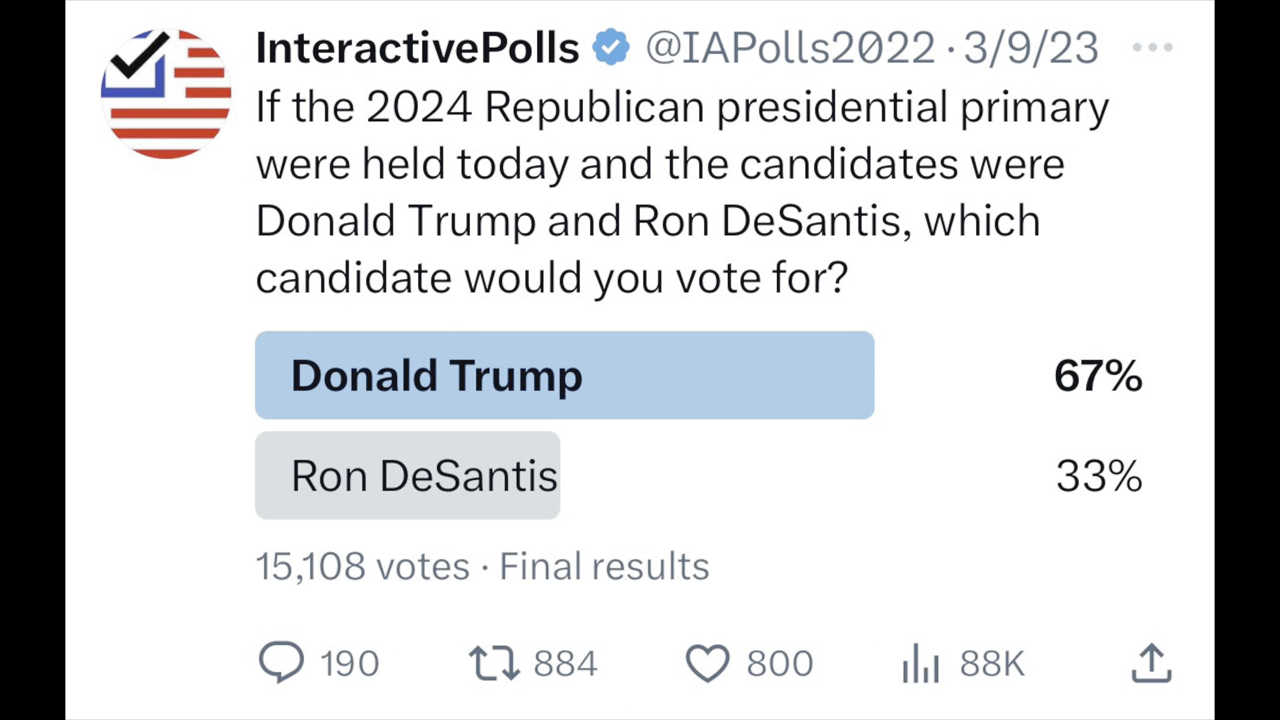 InteractivePolls @IAPolls2022 · 3/9/23
If the 2024 Republican presidential primary
were held today and the candidates were
Donald Trump and Ron DeSantis, which
candidate would you vote for?
Donald Trump 67%
Ron DeSantis 33%
15,108 votes · Final results
190 884 800 88K